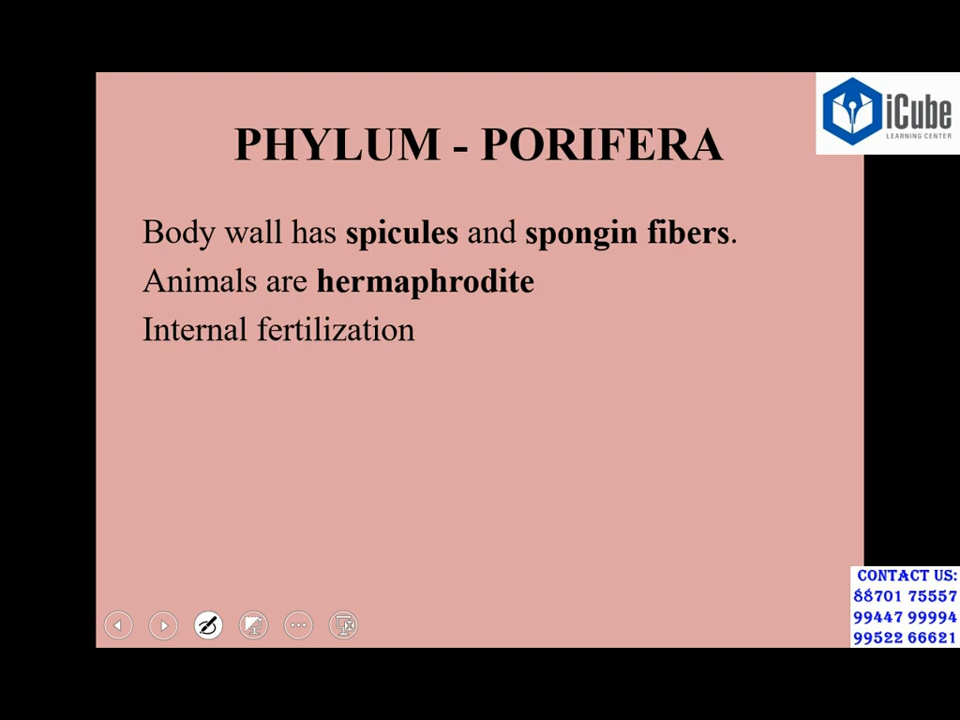 iCube
LEARNING CENTER
PHYLUM - PORIFERA
Body wall has spicules and spongin fibers.
Animals are hermaphrodite
Internal fertilization
CONTACT US:
88701 75557
99447 99994
99522 66621